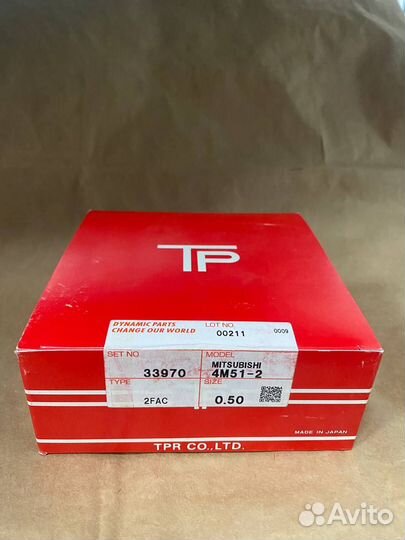 TP
DYNAMIC PARTS
CHANGE OUR WORLD
LOT NO.
00211
0009
SET NO.
33970
MODEL
MITSUBISHI
4M51-2
TYPE
2FAC
SIZE
0.50
MADE IN JAPAN
TPR CO.,LTD.
Avito